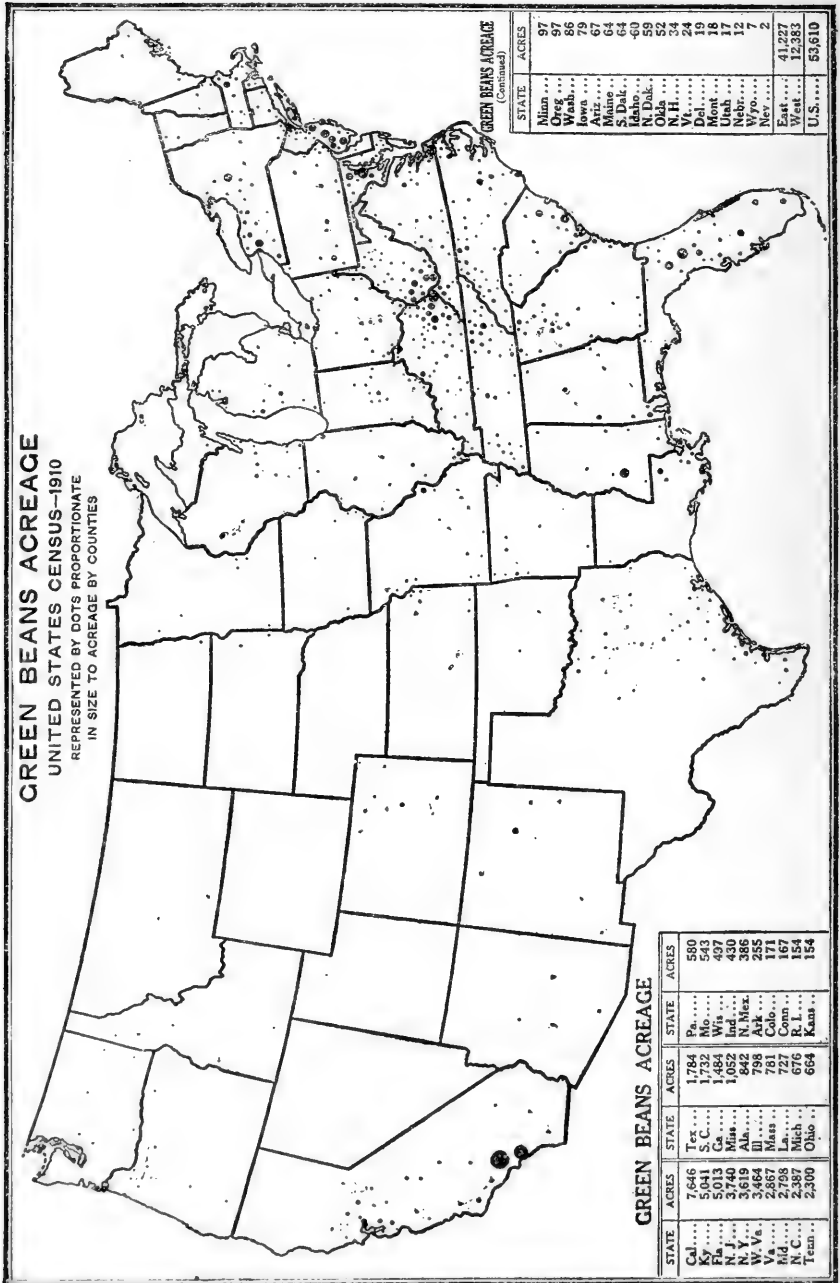 GREEN BEANS ACREAGE
UNITED STATES CENSUS—1910
REPRESENTED BY DOTS PROPORTIONATE
IN SIZE TO ACREAGE BY COUNTIES
GREEN BEANS ACREAGE
STATE ACRES STATE ACRES STATE ACRES
Cal.... 7,646 Tex.... 1,784 Pa..... 580
Ky.... 5,041 S. C... 1,732 Mo.... 543
Fla.... 5,013 Ga..... 1,484 Wis.... 497
N. J... 3,740 Miss... 1,052 Ind.... 430
N. Y... 3,619 Ala.... 842 N. Mex. 386
W. Va 3,464 Ill..... 798 Ark.... 255
Va..... 2,867 Mass... 781 Colo... 171
Md.... 2,798 La...... 727 Conn... 167
N. C... 2,387 Mich... 676 R. I.... 154
Tenn.. 2,300 Ohio... 664 Kans... 154
GREEN BEANS ACREAGE
(Continued)
STATE ACRES
Minn.... 97
Oreg.... 97
Wash... 86
Iowa.... 79
Ariz.... 67
Maine... 64
S. Dak.. 64
Idaho... 60
N. Dak.. 59
Okla.... 52
N. H.... 34
Vt...... 24
Del..... 19
Mont... 18
Utah.... 17
Nebr.... 12
Wyo.... 7
Nev.... 2
East.... 41,227
West.... 12,383
U.S..... 53,610